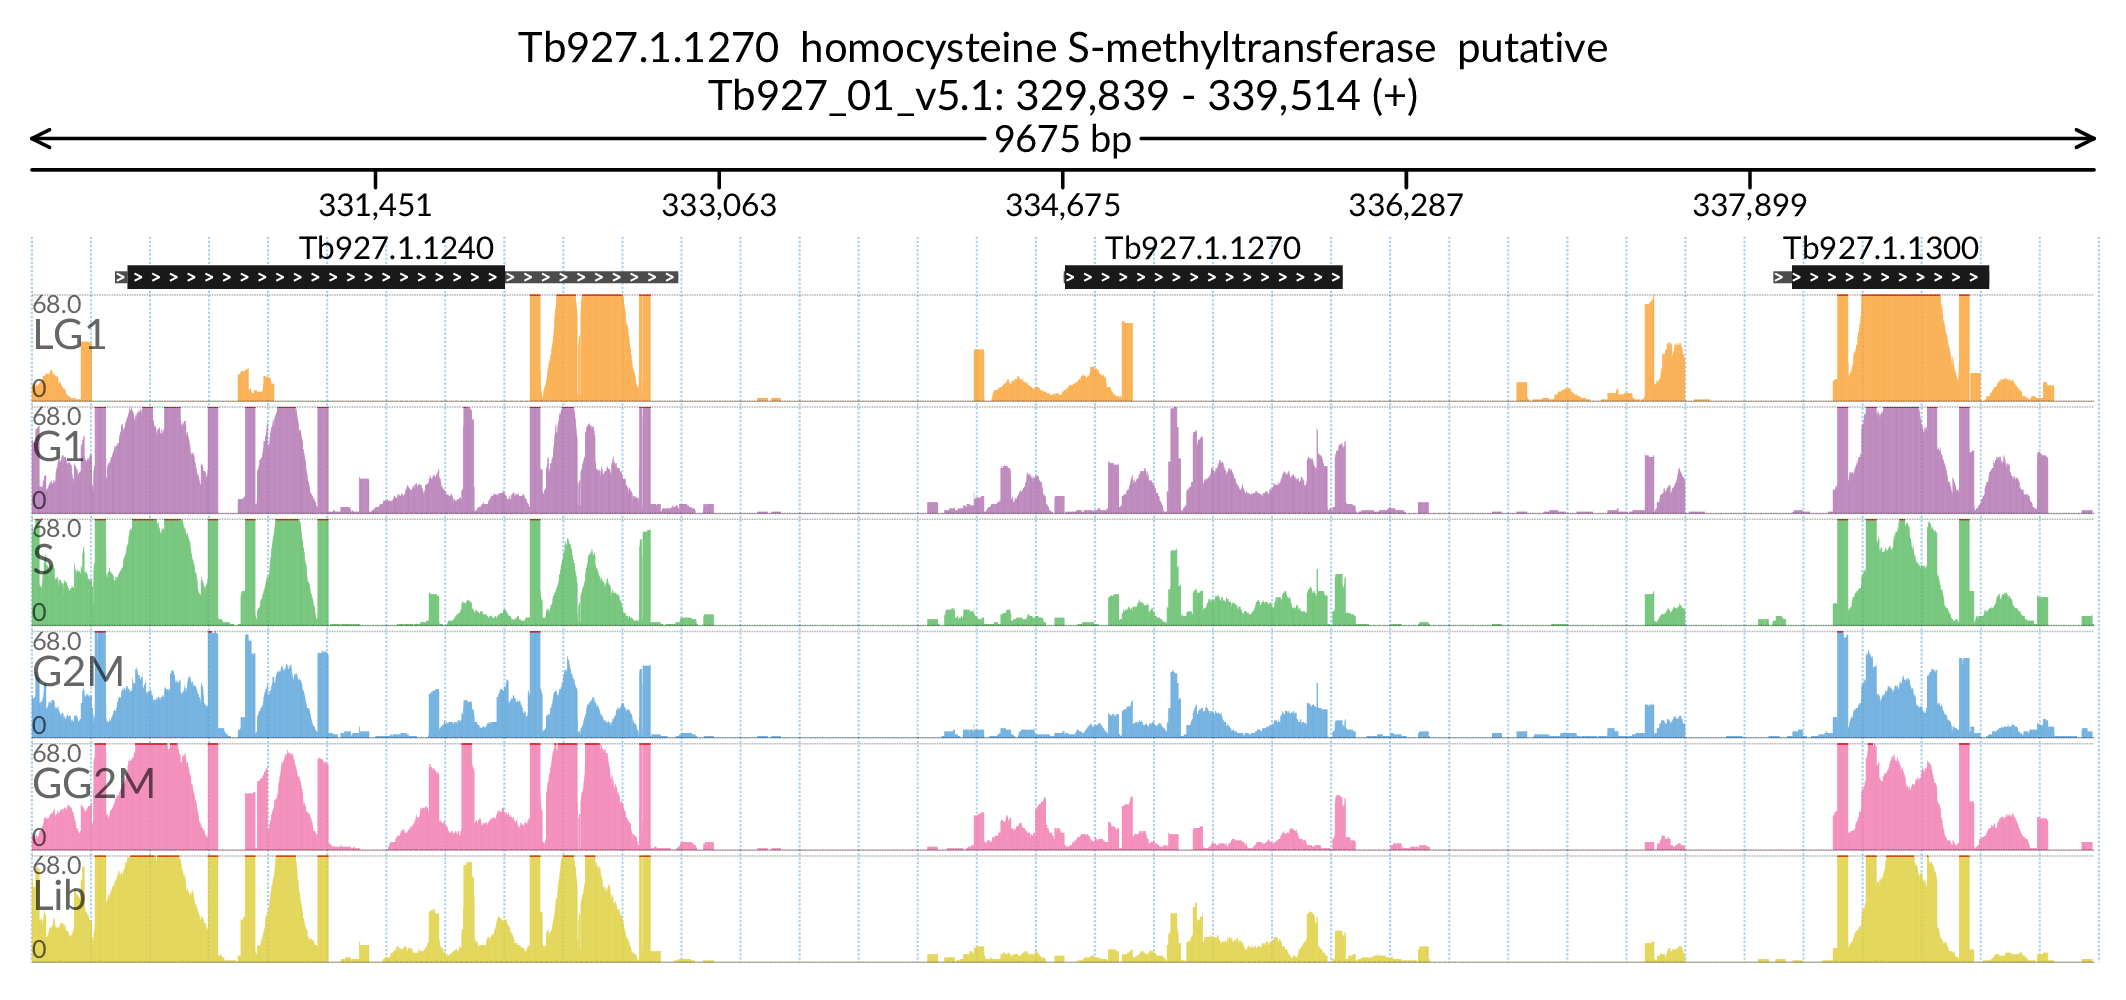 Tb927.1.1270 homocysteine S-methyltransferase putative
Tb927_01_v5.1: 329,839 - 339,514 (+)
9675 bp
331,451 333,063 334,675 336,287 337,899
Tb927.1.1240 Tb927.1.1270 Tb927.1.1300
68.0
LG1
0
68.0
G1
0
68.0
S
0
68.0
G2M
0
68.0
GG2M
0
68.0
Lib
0